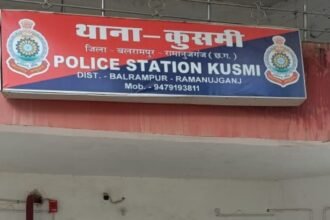 थाना - कुसमी
जिला - बलरामपुर - रामानुजगंज ( छ.ग. )
POLICE STATION KUSMI
DIST. - BALRAMPUR - RAMANUJGANJ
Mob. - 9479193811